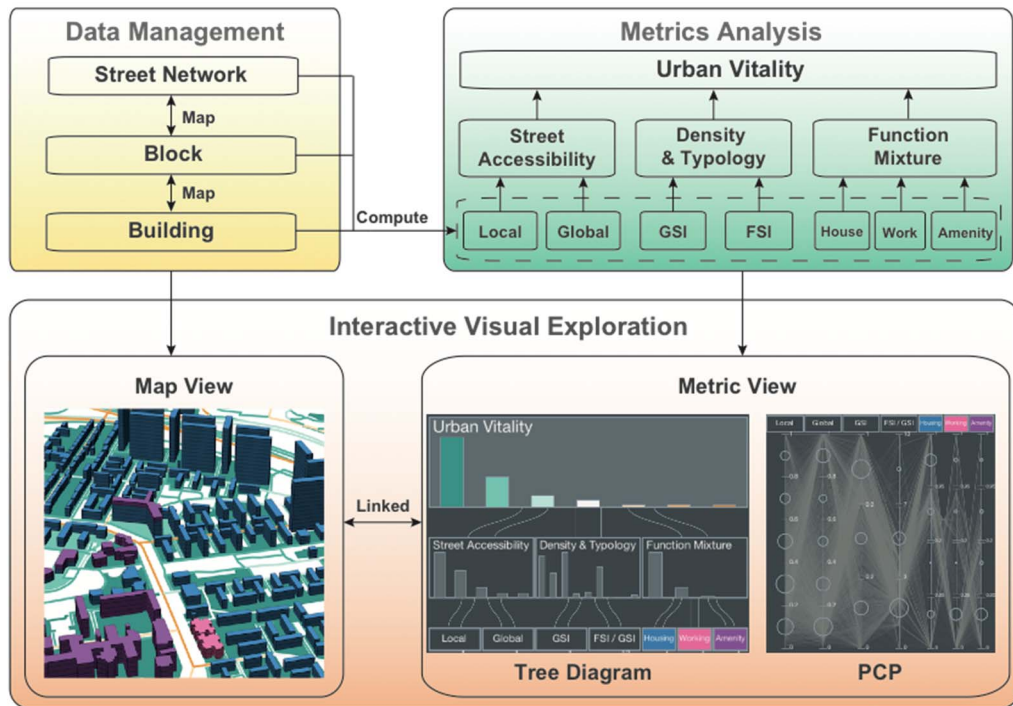 Data Management
Street Network
Map
Block
Map
Building
Compute
Metrics Analysis
Urban Vitality
Street
Accessibility
Density
& Typology
Function
Mixture
Local
Global
GSI
FSI
House
Work
Amenity
Interactive Visual Exploration
Map View
Linked
Metric View
Urban Vitality
Street Accessibility
Density & Typology
Function Mixture
Local
Global
GSI
FSI / GSI
Housing
Working
Amenity
Tree Diagram
Local
Global
GSI
FSI / GSI
Housing
Working
Amenity
PCP